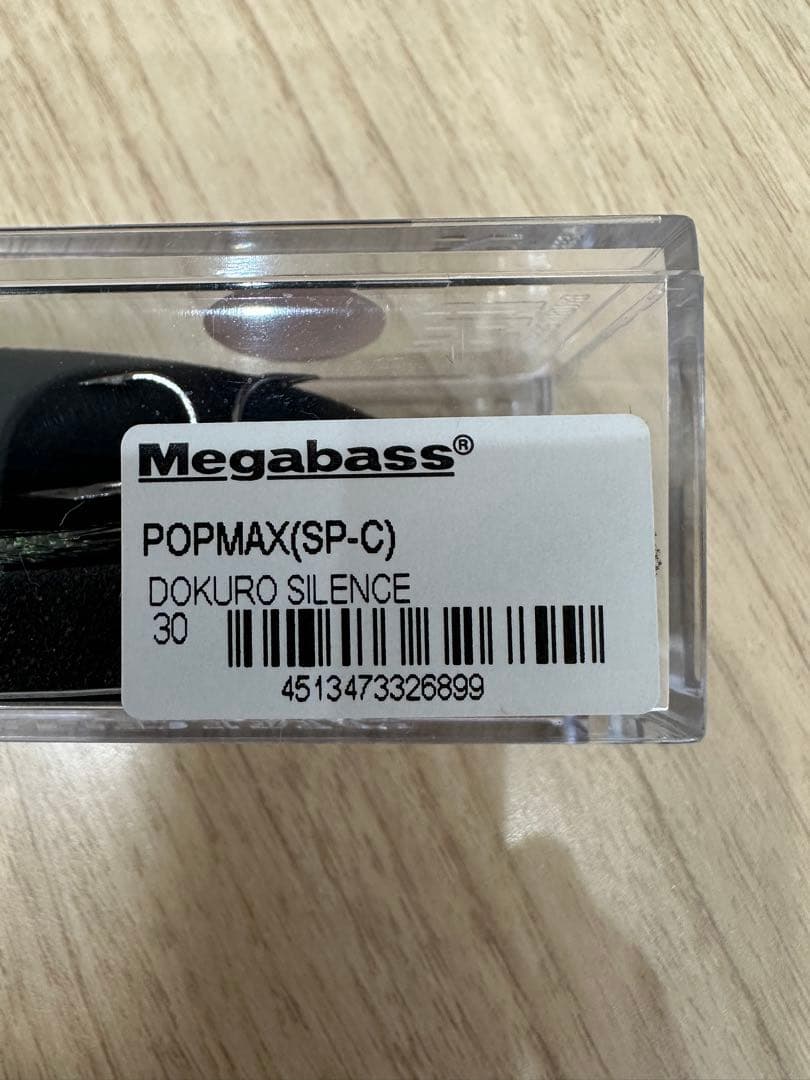 Megabass®
POPMAX(SP-C)
DOKURO SILENCE
30
4513473326899